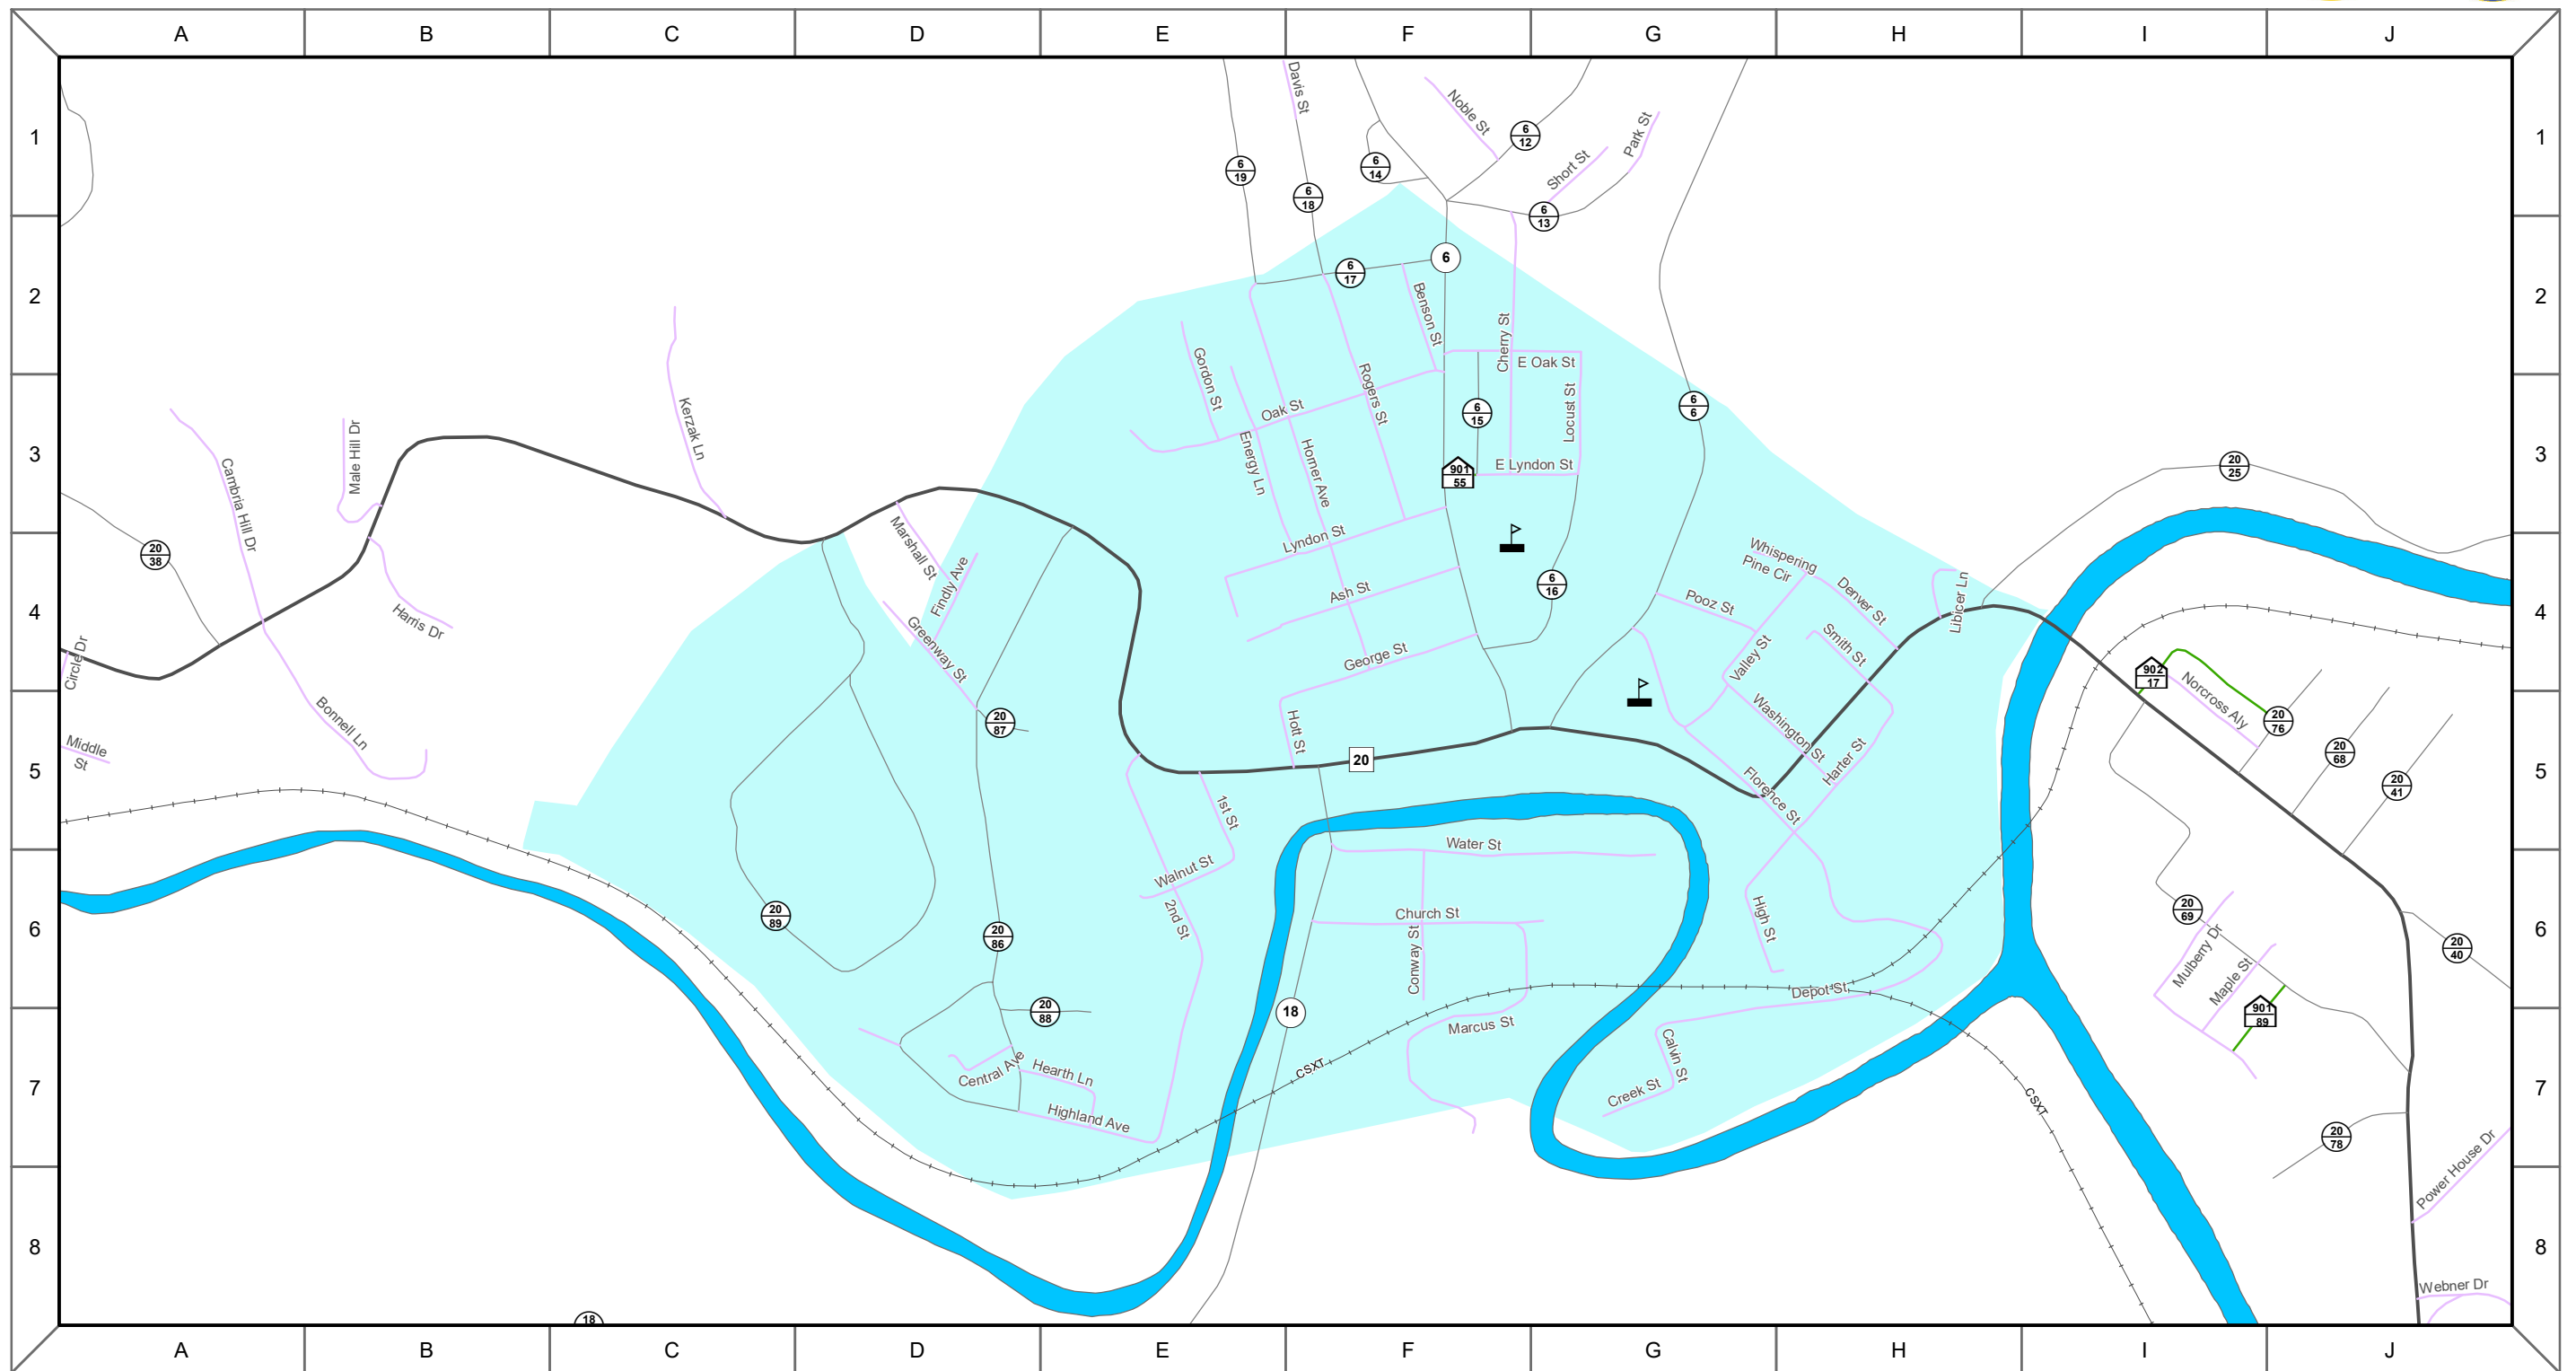 A B C D E F G H I J
1
Davis St
Noble St
6
12
Park St
Short St
6
19
6
14
6
18
6
13
1
2
6
17
6
Benson St
Cherry St
E Oak St
2
3
Gordon St
Kerzak Ln
Rogers St
Oak St
6
15
Locust St
6
6
Male Hill Dr
Cambria Hill Dr
Energy Ln
Homer Ave
901
55
E Lyndon St
20
25
3
4
20
38
Marshall St
Lyndon St
Findly Ave
Ash St
6
16
Whispering
Pine Cir
Denver St
Libicer Ln
Pooz St
Harris Dr
Greenway St
George St
Valley St
Smith St
Circle Dr
902
17
Norcross Aly
4
5
Bonnell Ln
Middle
St
20
87
Hott St
20
Washington St
Harter St
Florence St
20
76
20
68
20
41
1st St
5
6
Water St
Walnut St
20
89
2nd St
20
86
Church St
Conway St
High St
20
69
Mulberry Dr
Maple St
20
40
Depot St
6
7
20
88
18
Marcus St
901
89
Central Ave
Hearth Ln
CSXT
Calvin St
Creek St
CSXT
Highland Ave
20
78
Power House Dr
7
8
Webner Dr
18
8
A B C D E F G H I J